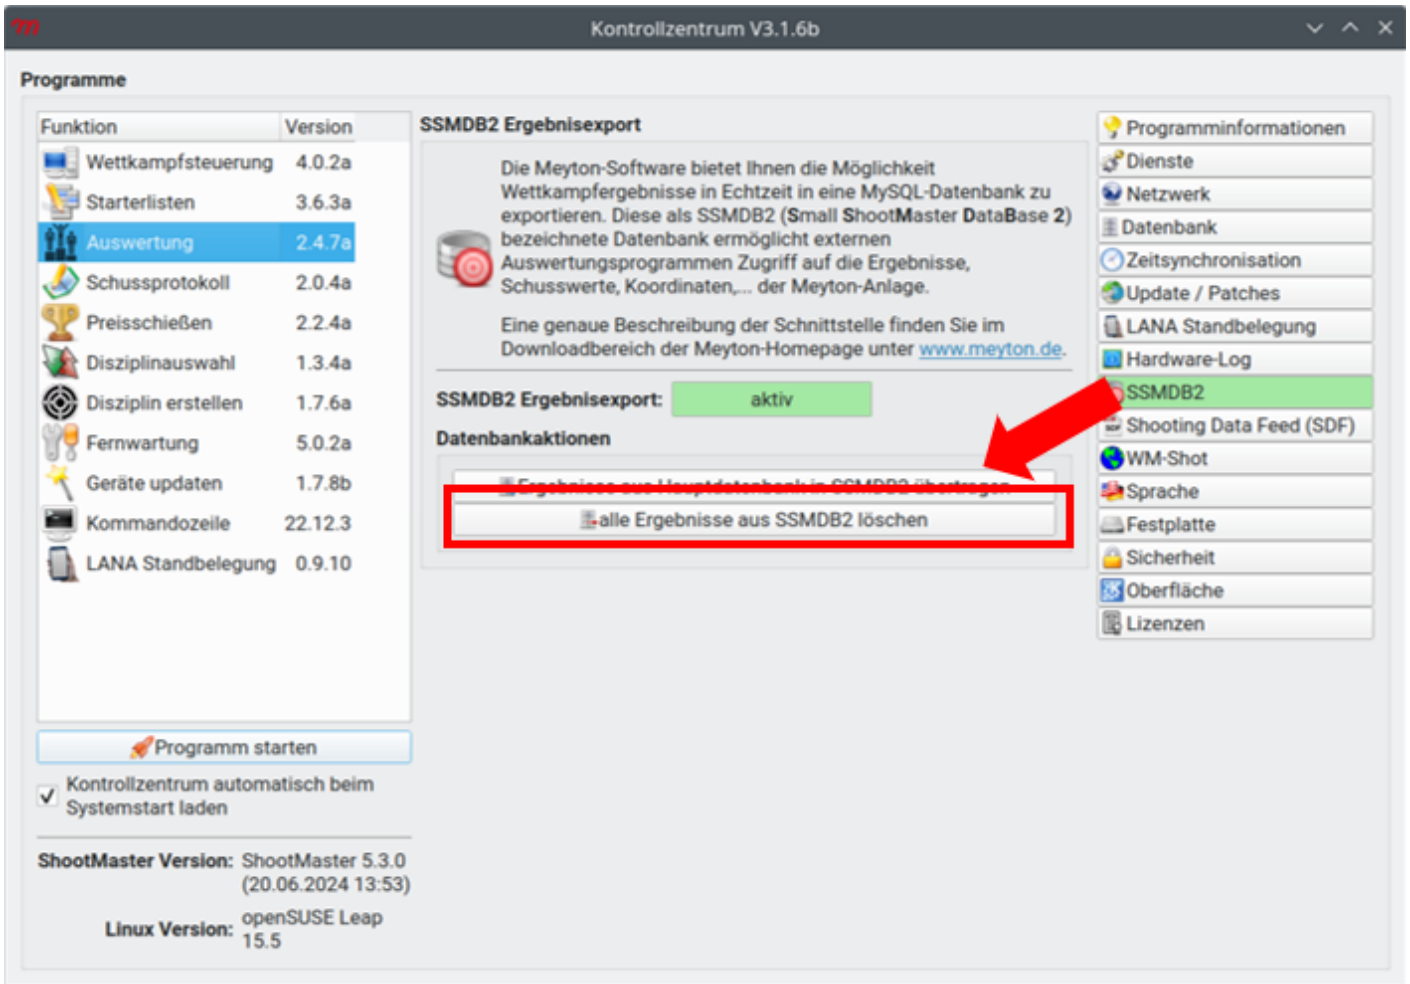 Kontrollzentrum V3.1.6b
Programme
Funktion Version
Wettkampfsteuerung 4.0.2a
Starterlisten 3.6.3a
Auswertung 2.4.7a
Schussprotokoll 2.0.4a
Preisschießen 2.2.4a
Disziplinauswahl 1.3.4a
Disziplin erstellen 1.7.6a
Fernwartung 5.0.2a
Geräte updaten 1.7.8b
Kommandozeile 22.12.3
LANA Standbelegung 0.9.10
Programm starten
Kontrollzentrum automatisch beim
Systemstart laden
ShootMaster Version: ShootMaster 5.3.0
(20.06.2024 13:53)
Linux Version: openSUSE Leap
15.5
SSMDB2 Ergebnisexport
Die Meyton-Software bietet Ihnen die Möglichkeit
Wettkampfergebnisse in Echtzeit in eine MySQL-Datenbank zu
exportieren. Diese als SSMDB2 (Small ShootMaster DataBase 2)
bezeichnete Datenbank ermöglicht externen
Auswertungsprogrammen Zugriff auf die Ergebnisse,
Schusswerte, Koordinaten,... der Meyton-Anlage.
Eine genaue Beschreibung der Schnittstelle finden Sie im
Downloadbereich der Meyton-Homepage unter www.meyton.de.
SSMDB2 Ergebnisexport: aktiv
Datenbankaktionen
Ergebnisse aus Hauptdatenbank in SSMDB2 übertragen
alle Ergebnisse aus SSMDB2 löschen
Programminformationen
Dienste
Netzwerk
Datenbank
Zeitsynchronisation
Update / Patches
LANA Standbelegung
Hardware-Log
SSMDB2
Shooting Data Feed (SDF)
WM-Shot
Sprache
Festplatte
Sicherheit
Oberfläche
Lizenzen